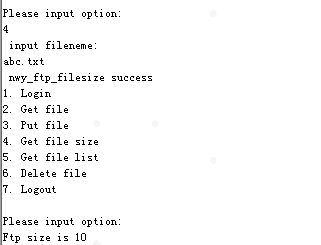 Please input option:
4
input fileneme:
abc.txt
nwy_ftp_filesize success
1. Login
2. Get file
3. Put file
4. Get file size
5. Get file list
6. Delete file
7. Logout
Please input option:
Ftp size is 10